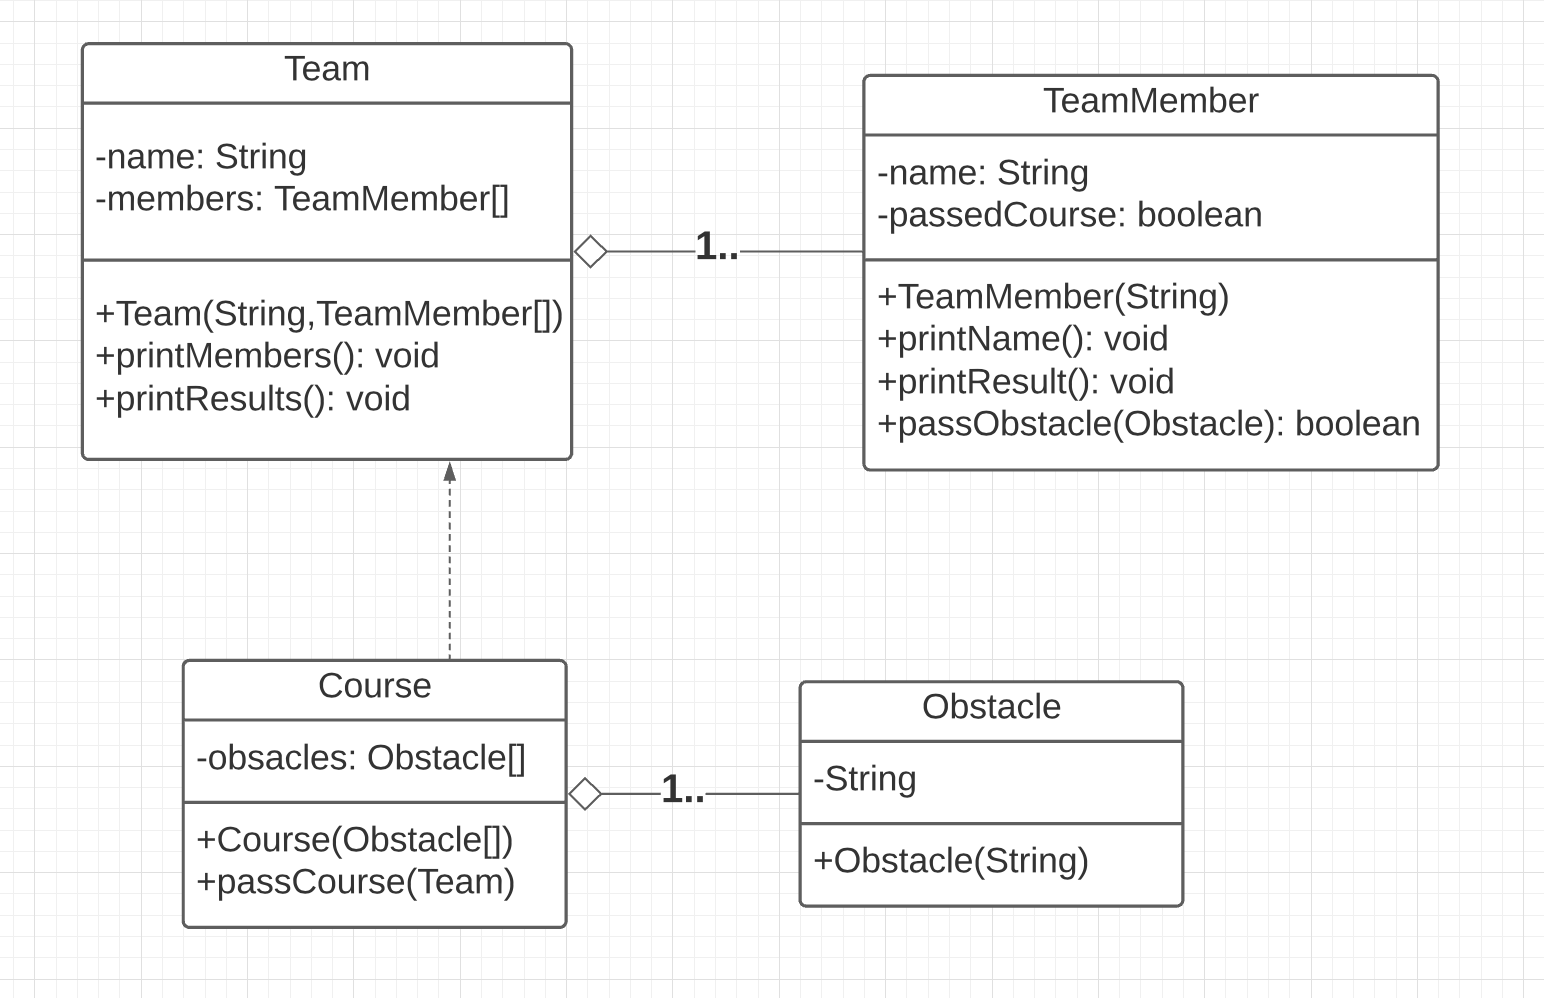 Team
-name: String
-members: TeamMember[]
+Team(String,TeamMember[])
+printMembers(): void
+printResults(): void
1..
TeamMember
-name: String
-passedCourse: boolean
+TeamMember(String)
+printName(): void
+printResult(): void
+passObstacle(Obstacle): boolean
Course
-obsacles: Obstacle[]
+Course(Obstacle[])
+passCourse(Team)
1..
Obstacle
-String
+Obstacle(String)